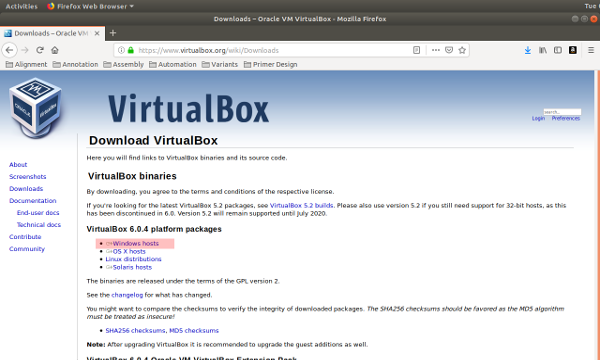 Activities Firefox Web Browser Tue
Downloads – Oracle VM VirtualBox - Mozilla Firefox
Downloads – Oracle VM
https://www.virtualbox.org/wiki/Downloads
Alignment Annotation Assembly Automation Variants Primer Design
VirtualBox
search...
Login Preferences
Download VirtualBox
Here you will find links to VirtualBox binaries and its source code.
About
Screenshots
Downloads
Documentation
End-user docs
Technical docs
Contribute
Community
VirtualBox binaries
By downloading, you agree to the terms and conditions of the respective license.
If you're looking for the latest VirtualBox 5.2 packages, see VirtualBox 5.2 builds. Please also use version 5.2 if you still need support for 32-bit hosts, as
this has been discontinued in 6.0. Version 5.2 will remain supported until July 2020.
VirtualBox 6.0.4 platform packages
Windows hosts
OS X hosts
Linux distributions
Solaris hosts
The binaries are released under the terms of the GPL version 2.
See the changelog for what has changed.
You might want to compare the checksums to verify the integrity of downloaded packages. The SHA256 checksums should be favored as the MD5 algorithm
must be treated as insecure!
SHA256 checksums, MD5 checksums
Note: After upgrading VirtualBox it is recommended to upgrade the guest additions as well.
VirtualBox 6.0.4 Oracle VM VirtualBox Extension Pack